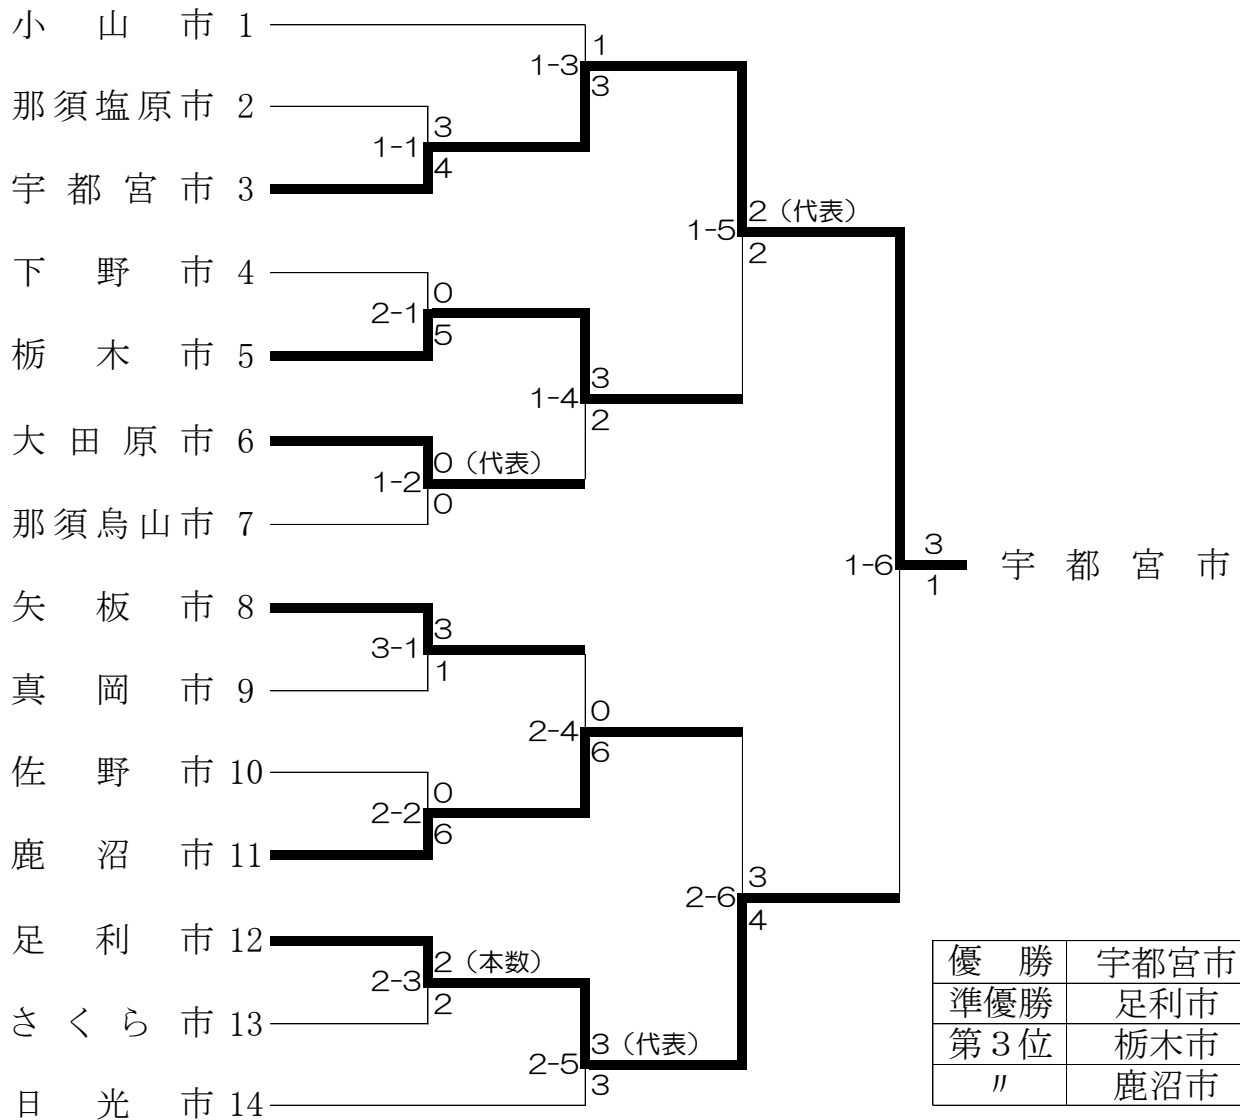 小山市 1
1
1-3
3
那須塩原市 2
3
1-1
4
宇都宮市 3
2（代表）
1-5
2
下野市 4
0
2-1
5
栃木市 5
3
1-4
2
大田原市 6
0（代表）
1-2
0
那須烏山市 7
3
1-6
1
宇都宮市
矢板市 8
3
3-1
1
真岡市 9
0
2-4
6
佐野市 10
0
2-2
6
鹿沼市 11
3
2-6
4
足利市 12
2（本数）
2-3
2
さくら市 13
3（代表）
2-5
3
日光市 14
優勝 宇都宮市
準優勝 足利市
第３位 栃木市
〃 鹿沼市